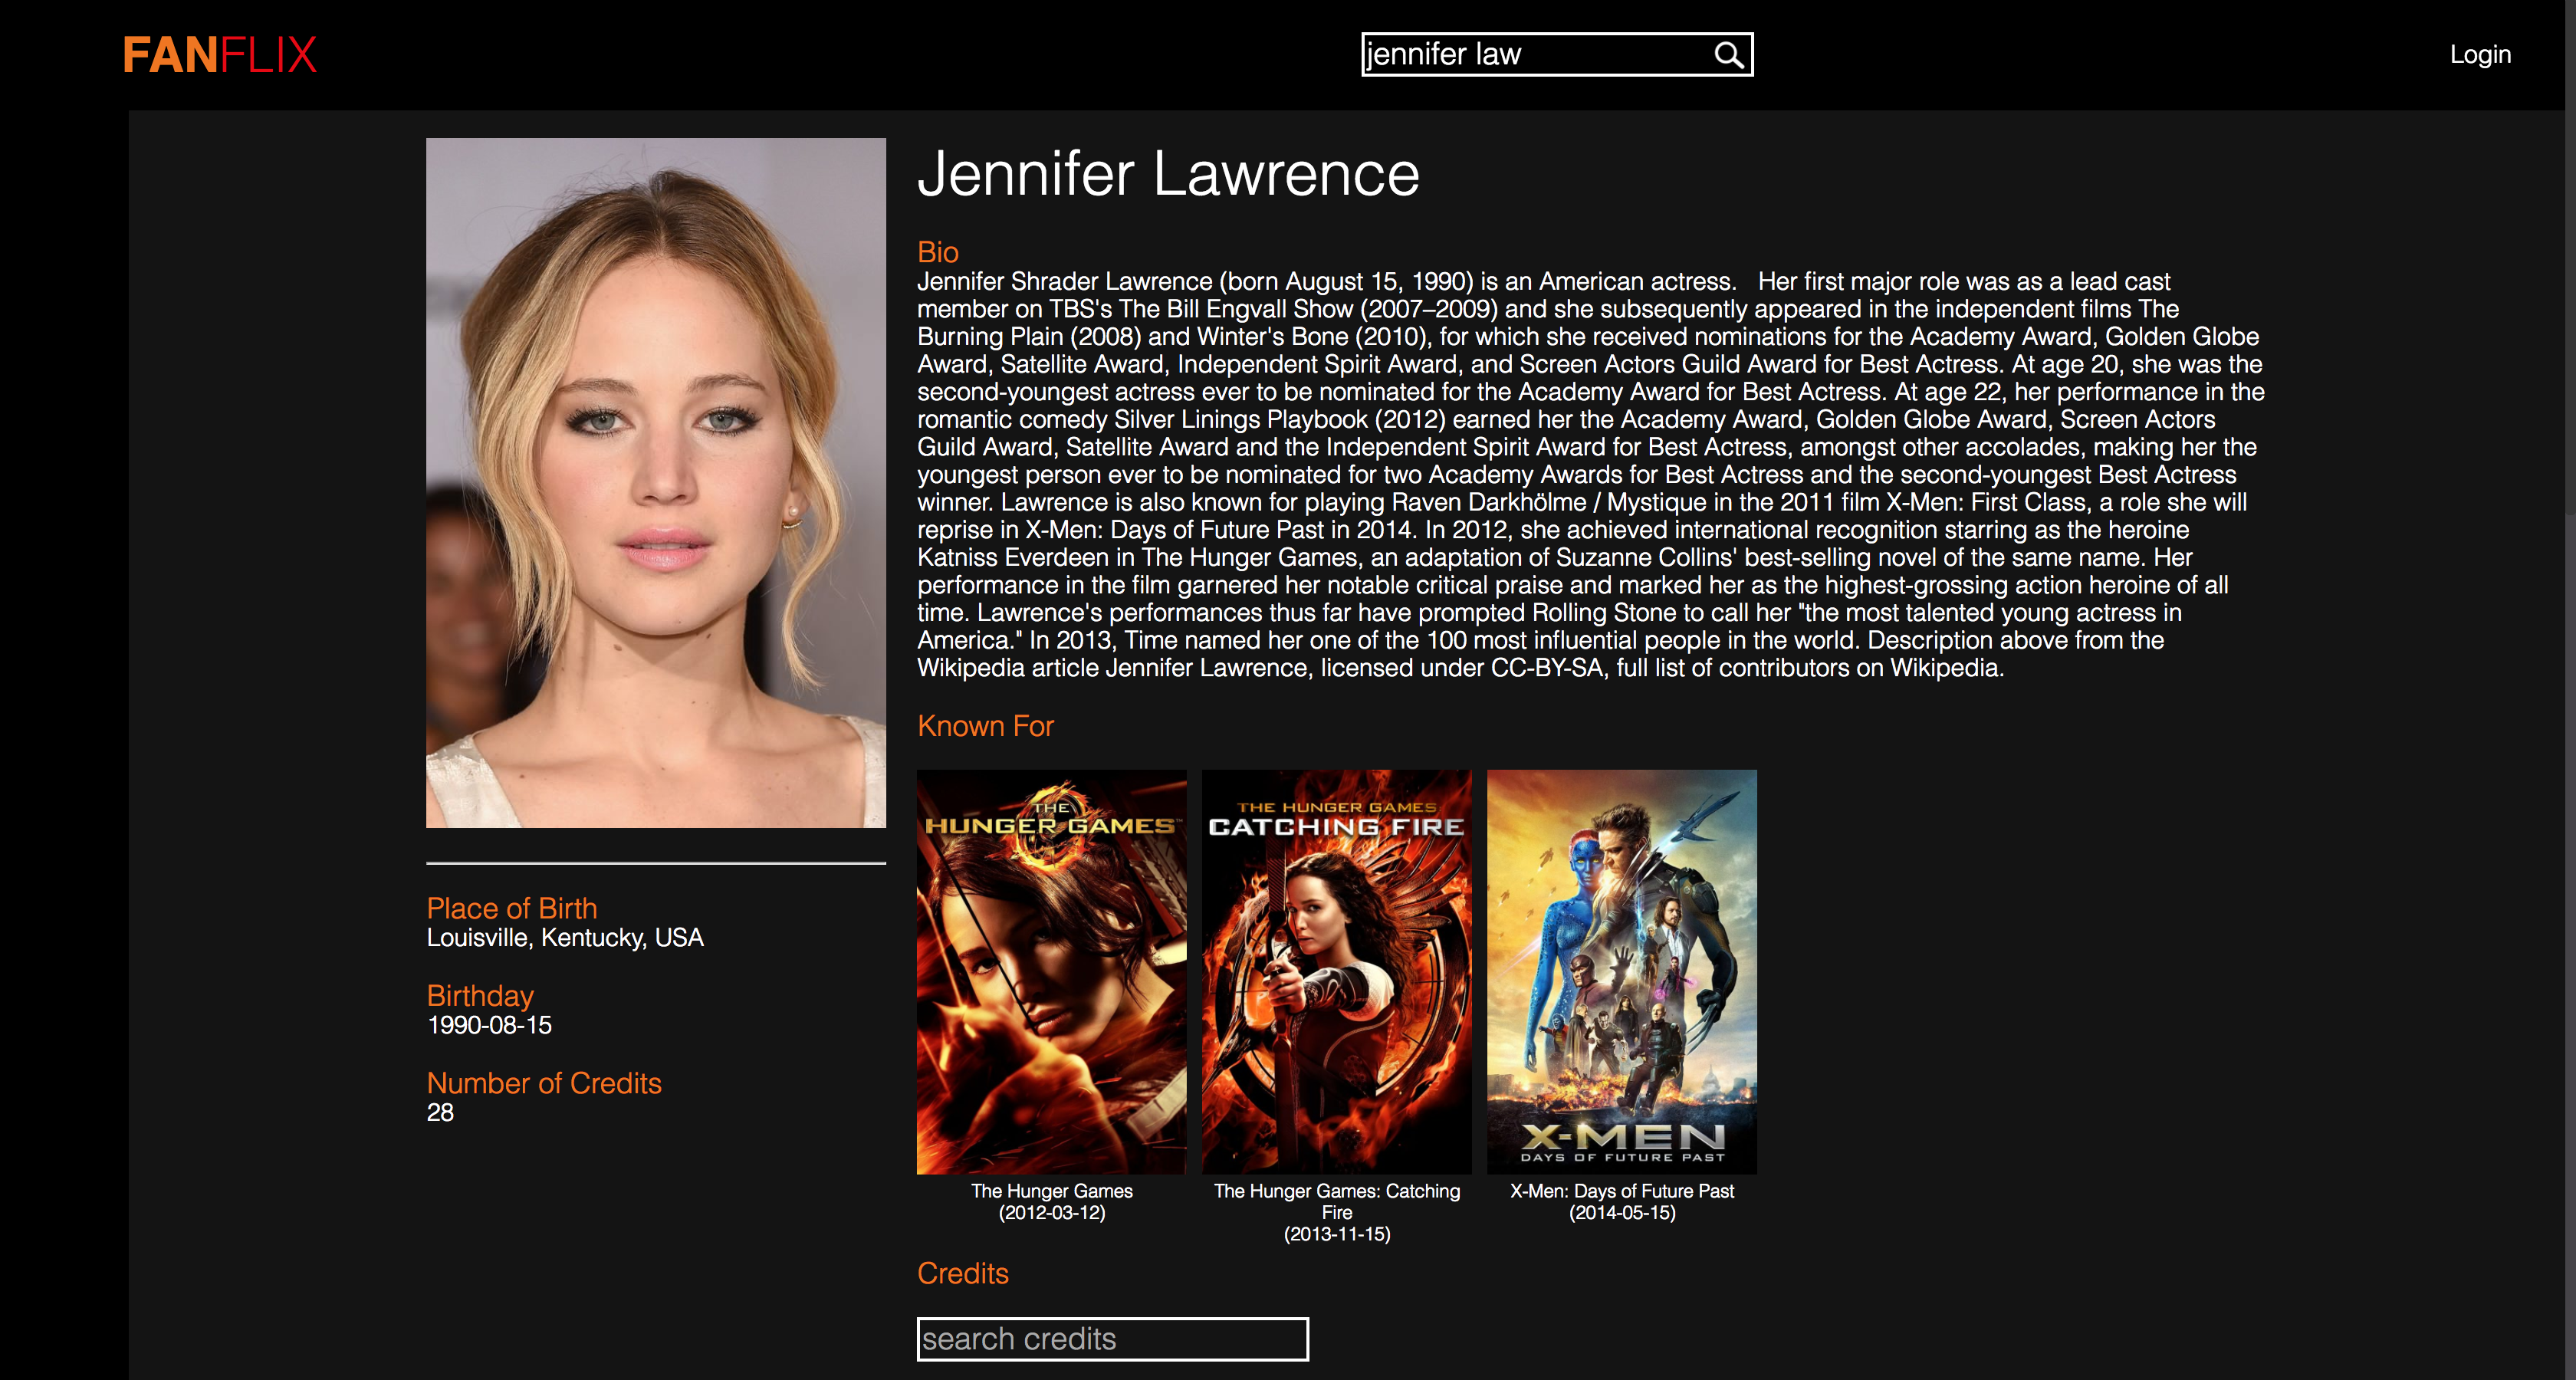 FANFLIX
jennifer law
Login
Jennifer Lawrence
Bio
Jennifer Shrader Lawrence (born August 15, 1990) is an American actress.   Her first major role was as a lead cast
member on TBS's The Bill Engvall Show (2007–2009) and she subsequently appeared in the independent films The
Burning Plain (2008) and Winter's Bone (2010), for which she received nominations for the Academy Award, Golden Globe
Award, Satellite Award, Independent Spirit Award, and Screen Actors Guild Award for Best Actress. At age 20, she was the
second-youngest actress ever to be nominated for the Academy Award for Best Actress. At age 22, her performance in the
romantic comedy Silver Linings Playbook (2012) earned her the Academy Award, Golden Globe Award, Screen Actors
Guild Award, Satellite Award and the Independent Spirit Award for Best Actress, amongst other accolades, making her the
youngest person ever to be nominated for two Academy Awards for Best Actress and the second-youngest Best Actress
winner. Lawrence is also known for playing Raven Darkhölme / Mystique in the 2011 film X-Men: First Class, a role she will
reprise in X-Men: Days of Future Past in 2014. In 2012, she achieved international recognition starring as the heroine
Katniss Everdeen in The Hunger Games, an adaptation of Suzanne Collins' best-selling novel of the same name. Her
performance in the film garnered her notable critical praise and marked her as the highest-grossing action heroine of all
time. Lawrence's performances thus far have prompted Rolling Stone to call her "the most talented young actress in
America." In 2013, Time named her one of the 100 most influential people in the world. Description above from the
Wikipedia article Jennifer Lawrence, licensed under CC-BY-SA, full list of contributors on Wikipedia.
Place of Birth
Louisville, Kentucky, USA
Birthday
1990-08-15
Number of Credits
28
Known For
THE
HUNGER GAMES™
The Hunger Games
(2012-03-12)
THE HUNGER GAMES
CATCHING FIRE
The Hunger Games: Catching
Fire
(2013-11-15)
X-MEN
DAYS OF FUTURE PAST
X-Men: Days of Future Past
(2014-05-15)
Credits
search credits